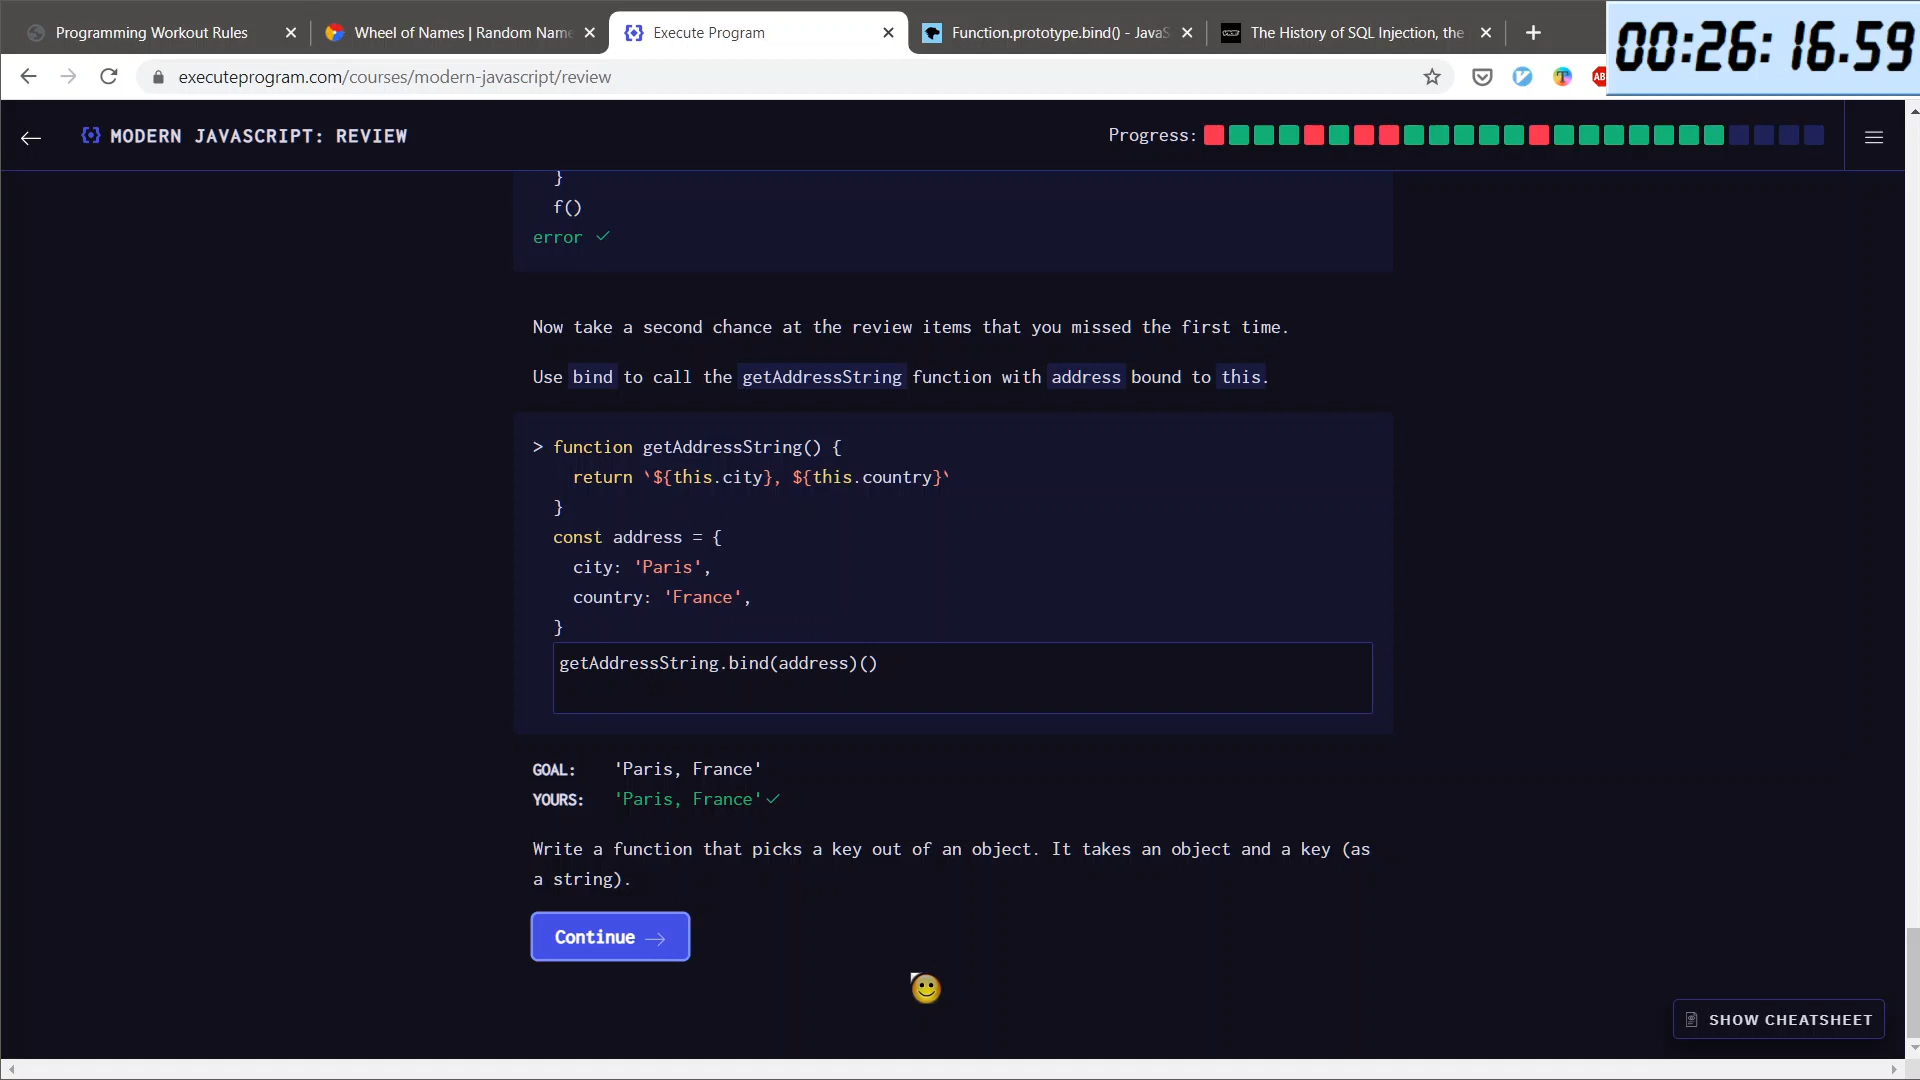 Programming Workout Rules
Wheel of Names | Random Name
Execute Program
Function.prototype.bind() - JavaS
The History of SQL Injection, the
00:26:16.59
executeprogram.com/courses/modern-javascript/review
AB
MODERN JAVASCRIPT: REVIEW
Progress:
}
f()
error ✓
Now take a second chance at the review items that you missed the first time.
Use bind to call the getAddressString function with address bound to this.
> function getAddressString() {
return `${this.city}, ${this.country}`
}
const address = {
city: 'Paris',
country: 'France',
}
getAddressString.bind(address)()
GOAL: 'Paris, France'
YOURS: 'Paris, France' ✓
Write a function that picks a key out of an object. It takes an object and a key (as
a string).
Continue →
SHOW CHEATSHEET